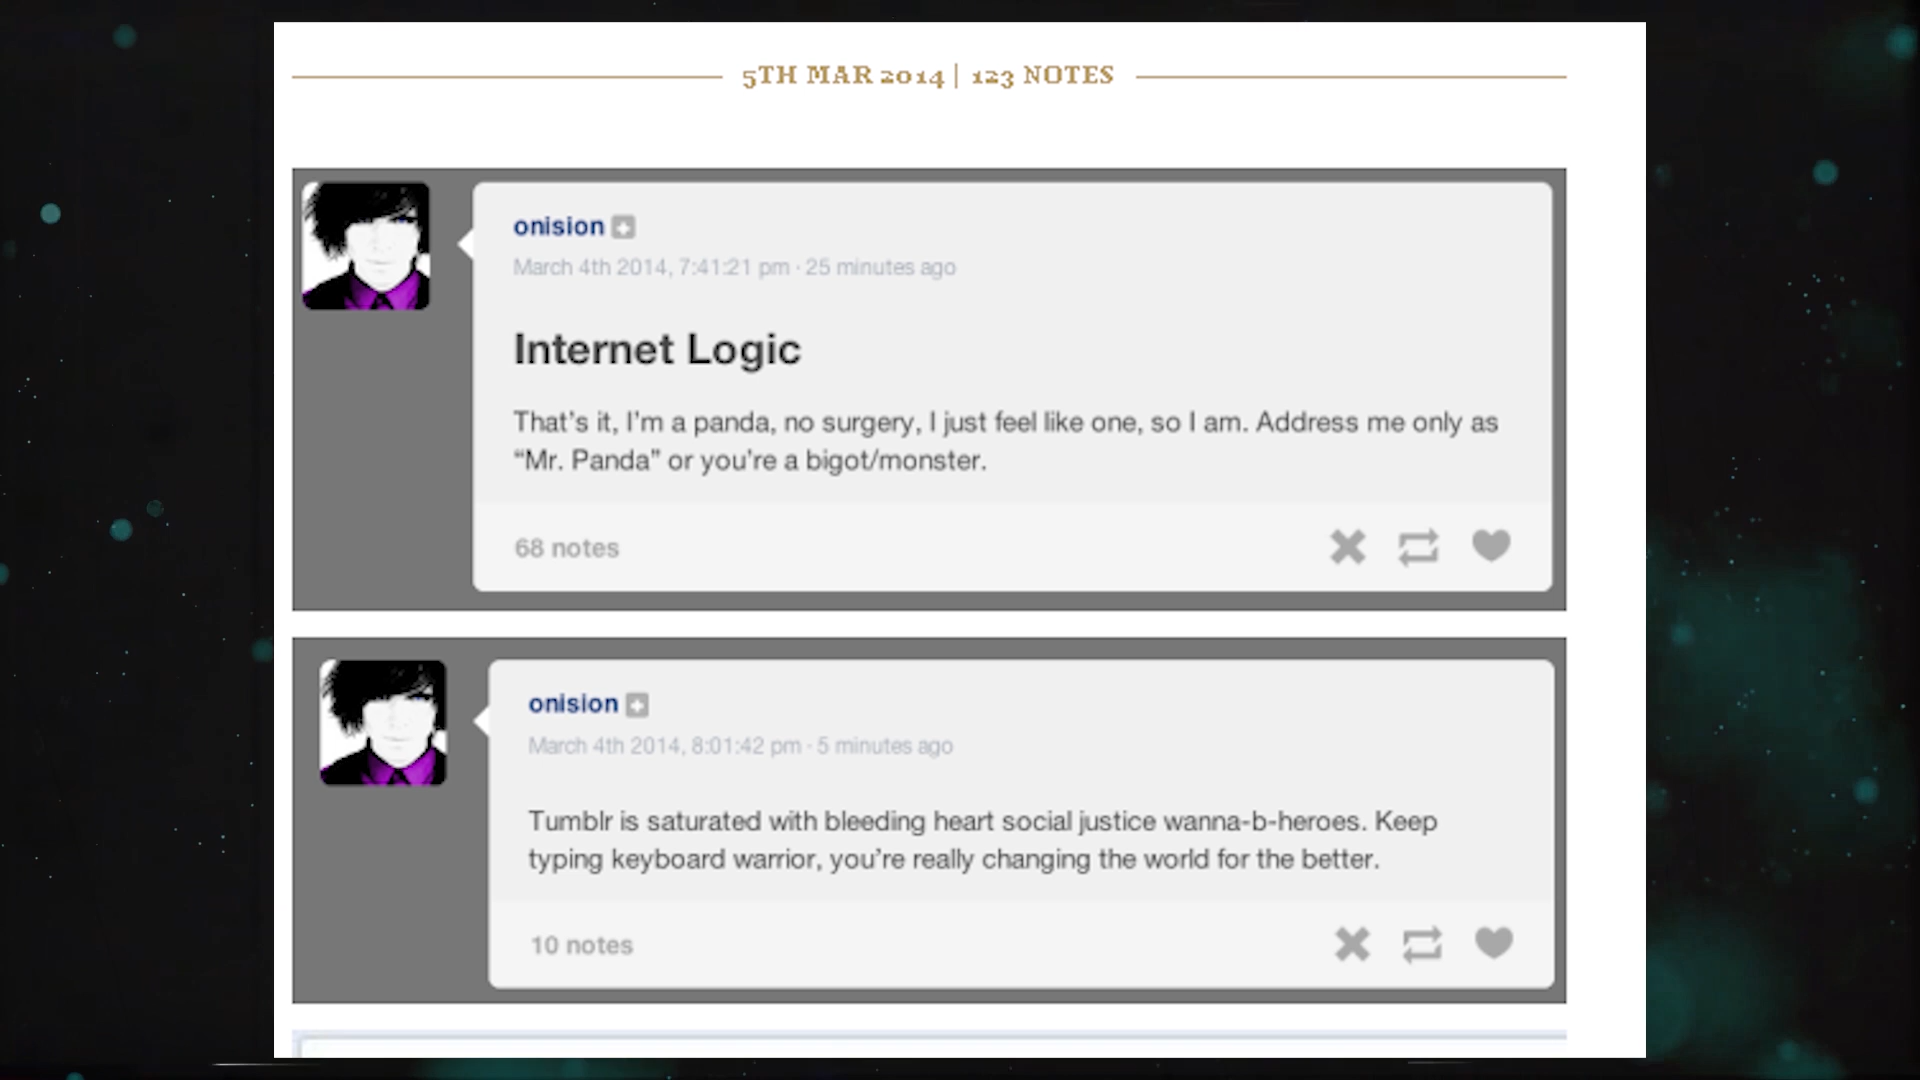 5TH MAR 2014 | 123 NOTES
onision
March 4th 2014, 7:41:21 pm · 25 minutes ago
Internet Logic
That’s it, I’m a panda, no surgery, I just feel like one, so I am. Address me only as
“Mr. Panda” or you’re a bigot/monster.
68 notes
onision
March 4th 2014, 8:01:42 pm · 5 minutes ago
Tumblr is saturated with bleeding heart social justice wanna-b-heroes. Keep
typing keyboard warrior, you’re really changing the world for the better.
10 notes